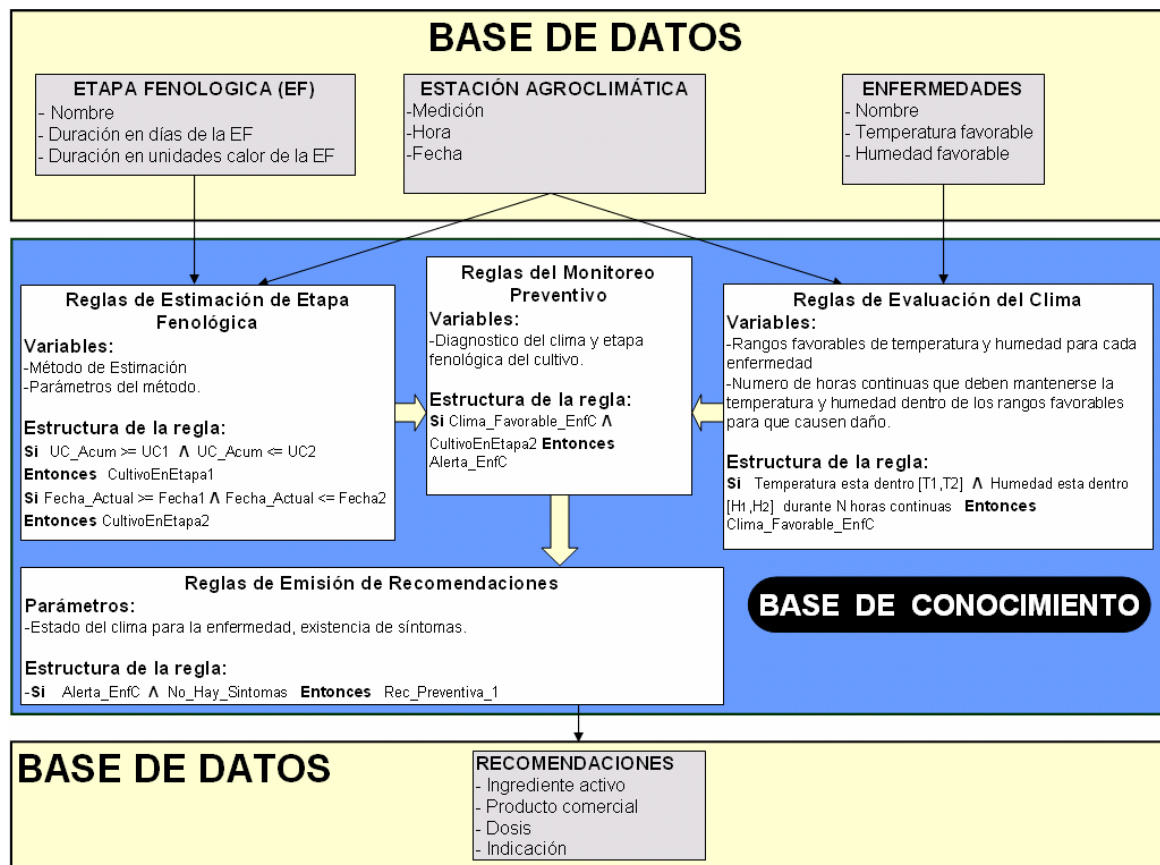 BASE DE DATOS
ETAPA FENOLOGICA (EF)
- Nombre
- Duración en días de la EF
- Duración en unidades calor de la EF
ESTACIÓN AGROCLIMÁTICA
-Medición
-Hora
-Fecha
ENFERMEDADES
- Nombre
- Temperatura favorable
- Humedad favorable
Reglas de Estimación de Etapa
Fenológica
Variables:
-Método de Estimación
-Parámetros del método.
Estructura de la regla:
Si UC_Acum >= UC1 Λ UC_Acum <= UC2
Entonces CultivoEnEtapa1
Si Fecha_Actual >= Fecha1 Λ Fecha_Actual <= Fecha2
Entonces CultivoEnEtapa2
Reglas del Monitoreo
Preventivo
Variables:
-Diagnostico del clima y etapa
fenológica del cultivo.
Estructura de la regla:
Si Clima_Favorable_EnfC Λ
CultivoEnEtapa2 Entonces
Alerta_EnfC
Reglas de Evaluación del Clima
Variables:
-Rangos favorables de temperatura y humedad para cada
enfermedad
-Numero de horas continuas que deben mantenerse la
temperatura y humedad dentro de los rangos favorables
para que causen daño.
Estructura de la regla:
Si Temperatura esta dentro [T1,T2] Λ Humedad esta dentro
[H1,H2] durante N horas continuas Entonces
Clima_Favorable_EnfC
Reglas de Emisión de Recomendaciones
Parámetros:
-Estado del clima para la enfermedad, existencia de síntomas.
Estructura de la regla:
-Si Alerta_EnfC Λ No_Hay_Sintomas Entonces Rec_Preventiva_1
BASE DE CONOCIMIENTO
BASE DE DATOS
RECOMENDACIONES
- Ingrediente activo
- Producto comercial
- Dosis
- Indicación